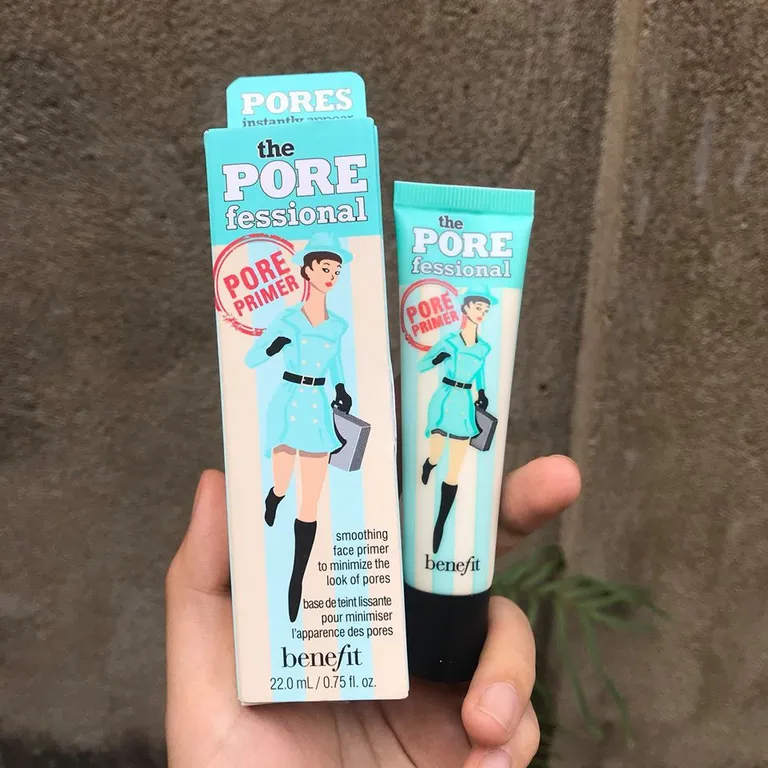 PORES
instantly appear
the
PORE
fessional
PORE
PRIMER
smoothing
face primer
to minimize the
look of pores
base de teint lissante
pour minimiser
l'apparence des pores
benefit
22.0 mL / 0.75 fl. oz.
the
PORE
fessional
PORE
PRIMER
benefit